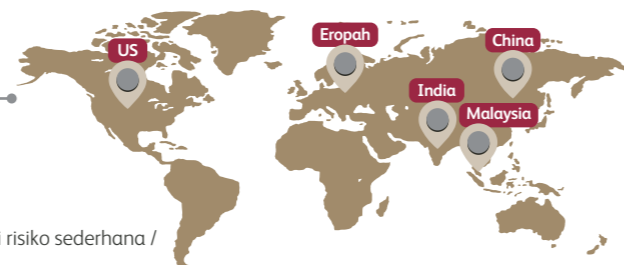 US
Eropah
China
India
Malaysia
risiko sederhana /